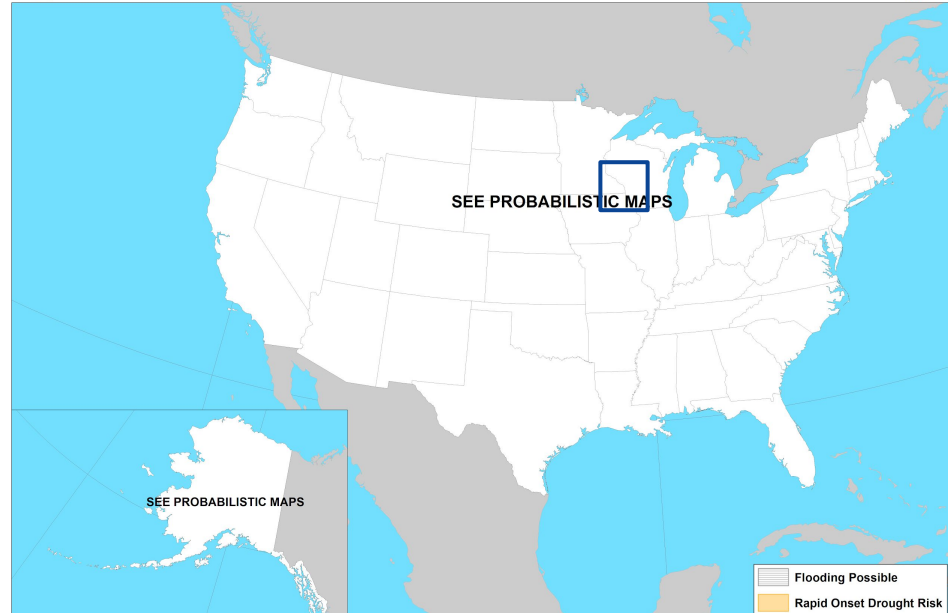 SEE PROBABILISTIC MAPS
SEE PROBABILISTIC MAPS
Flooding Possible
Rapid Onset Drought Risk